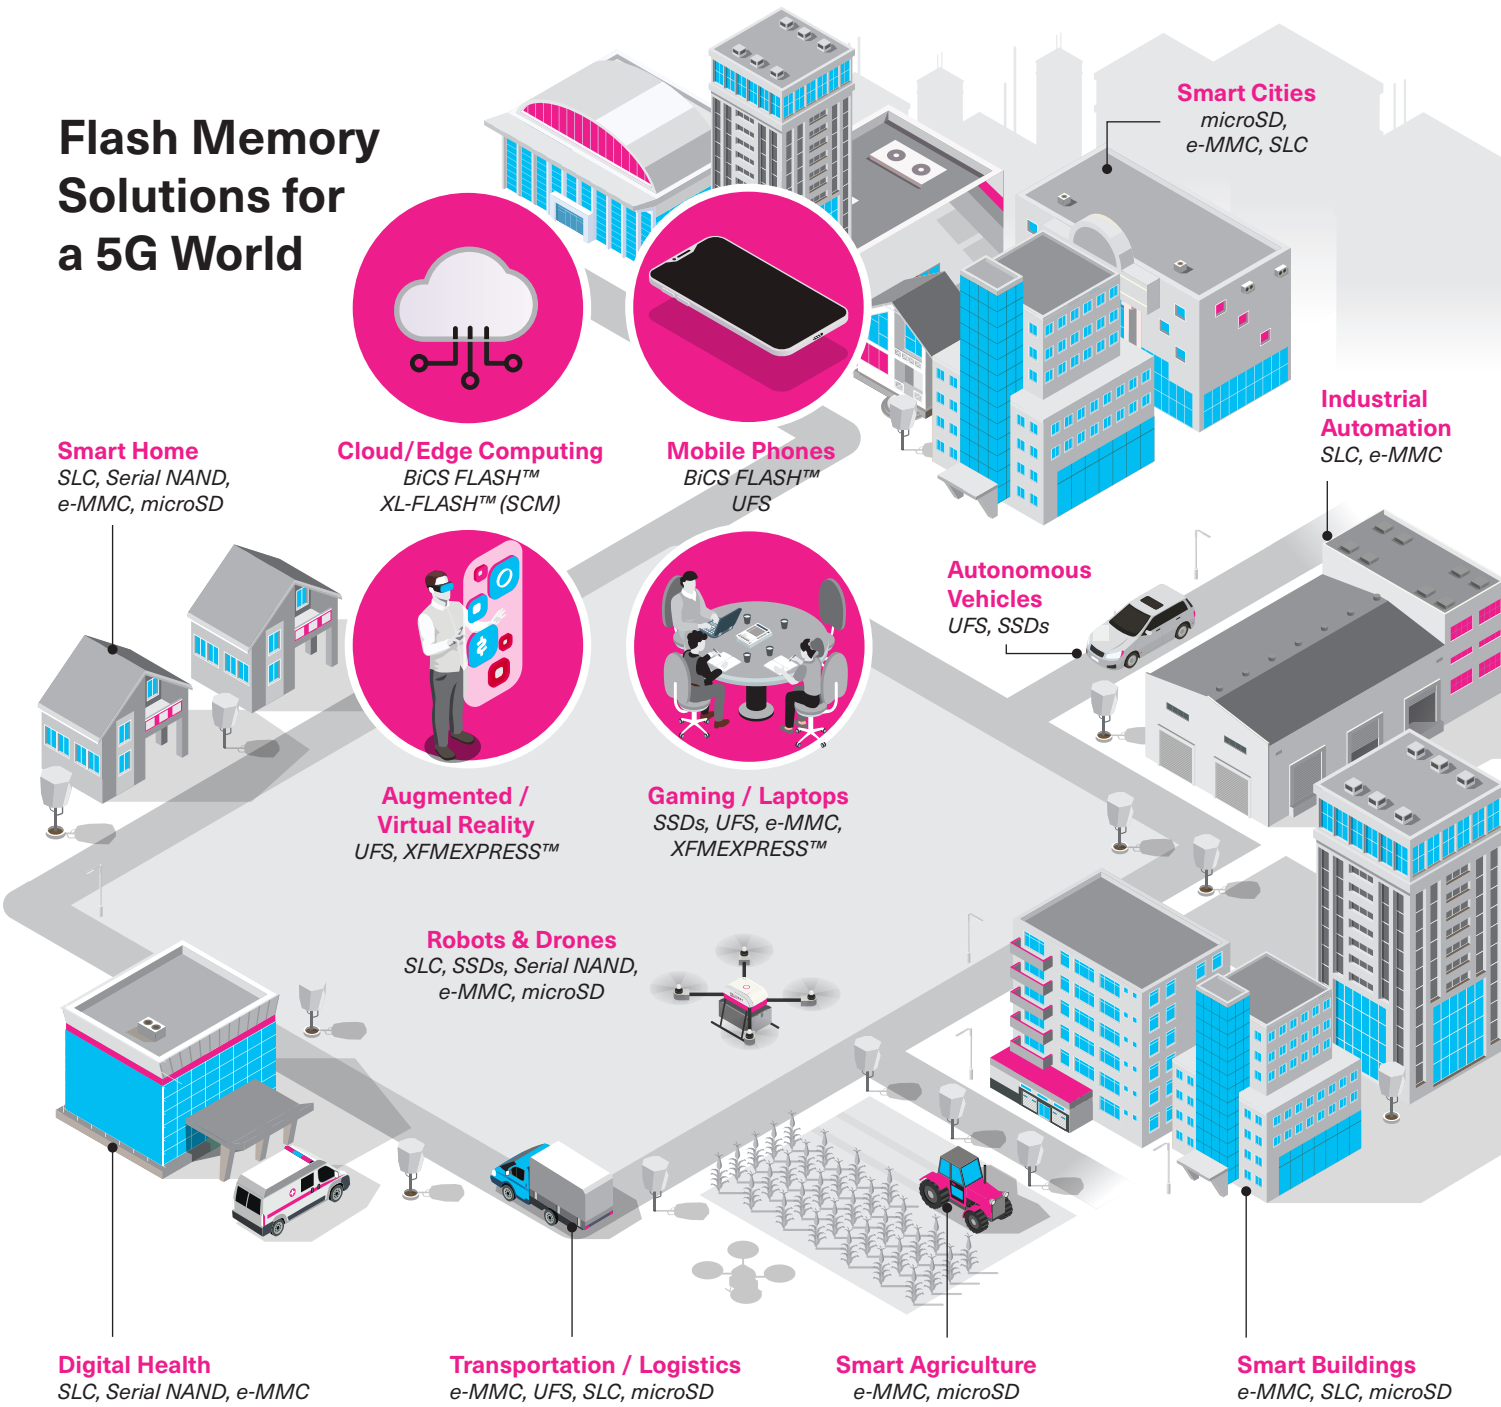 Flash Memory
Solutions for
a 5G World
Smart Cities
microSD,
e-MMC, SLC
Industrial
Automation
SLC, e-MMC
Smart Home
SLC, Serial NAND,
e-MMC, microSD
Cloud/Edge Computing
BiCS FLASH™
XL-FLASH™ (SCM)
Mobile Phones
BiCS FLASH™
UFS
Autonomous
Vehicles
UFS, SSDs
Augmented /
Virtual Reality
UFS, XFMEXPRESS™
Gaming / Laptops
SSDs, UFS, e-MMC,
XFMEXPRESS™
Robots & Drones
SLC, SSDs, Serial NAND,
e-MMC, microSD
Digital Health
SLC, Serial NAND, e-MMC
Transportation / Logistics
e-MMC, UFS, SLC, microSD
Smart Agriculture
e-MMC, microSD
Smart Buildings
e-MMC, SLC, microSD